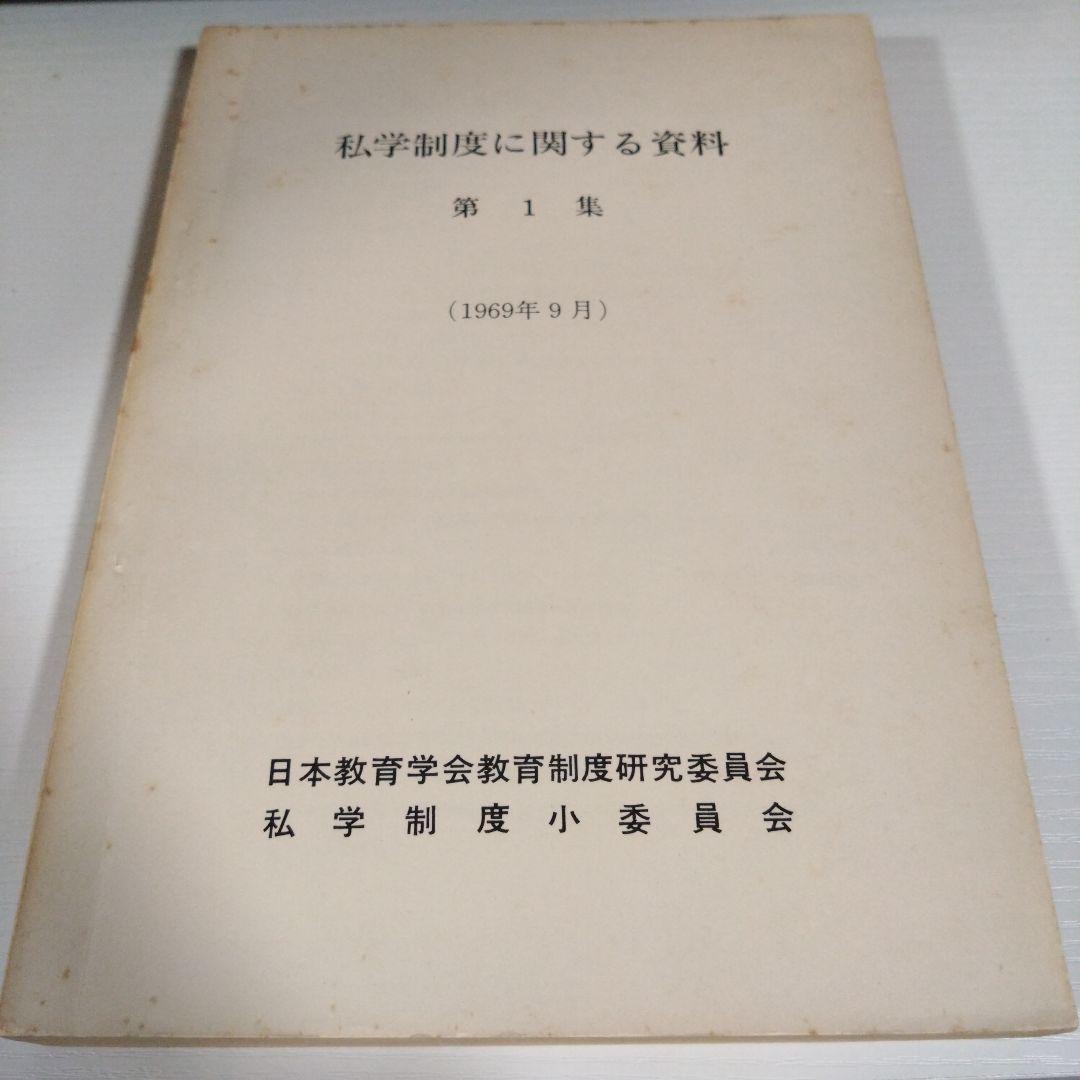 私学制度に関する資料
第 1 集
(1969年9月)
日本教育学会教育制度研究委員会
私学制度小委員会